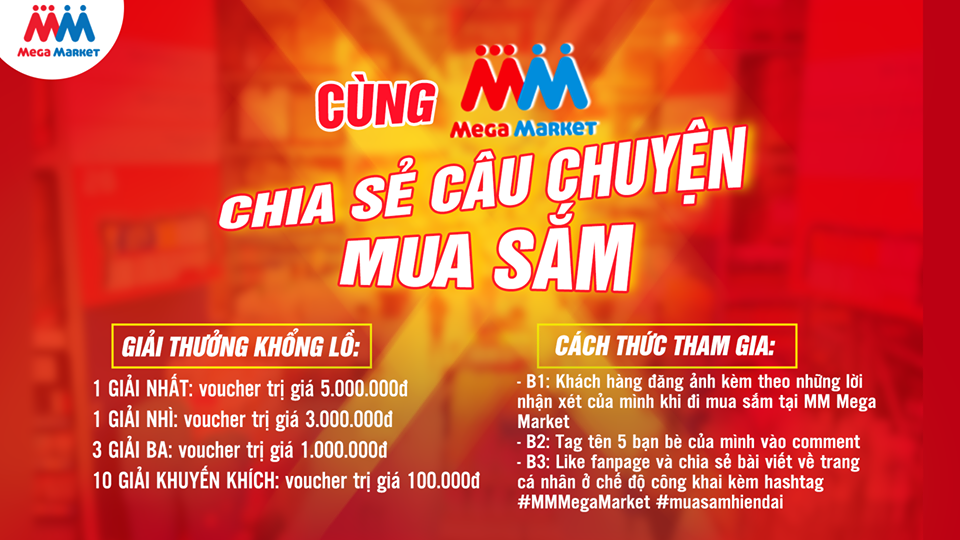 MM
MEGA MARKET
CÙNG
MM
MEGA MARKET
CHIA SẺ CÂU CHUYỆN
MUA SẮM
GIẢI THƯỞNG KHỔNG LỒ:
1 GIẢI NHẤT: voucher trị giá 5.000.000đ
1 GIẢI NHÌ: voucher trị giá 3.000.000đ
3 GIẢI BA: voucher trị giá 1.000.000đ
10 GIẢI KHUYẾN KHÍCH: voucher trị giá 100.000đ
CÁCH THỨC THAM GIA:
- B1: Khách hàng đăng ảnh kèm theo những lời
nhận xét của mình khi đi mua sắm tại MM Mega
Market
- B2: Tag tên 5 bạn bè của mình vào comment
- B3: Like fanpage và chia sẻ bài viết về trang
cá nhân ở chế độ công khai kèm hashtag
#MMMegaMarket #muasamhiendai